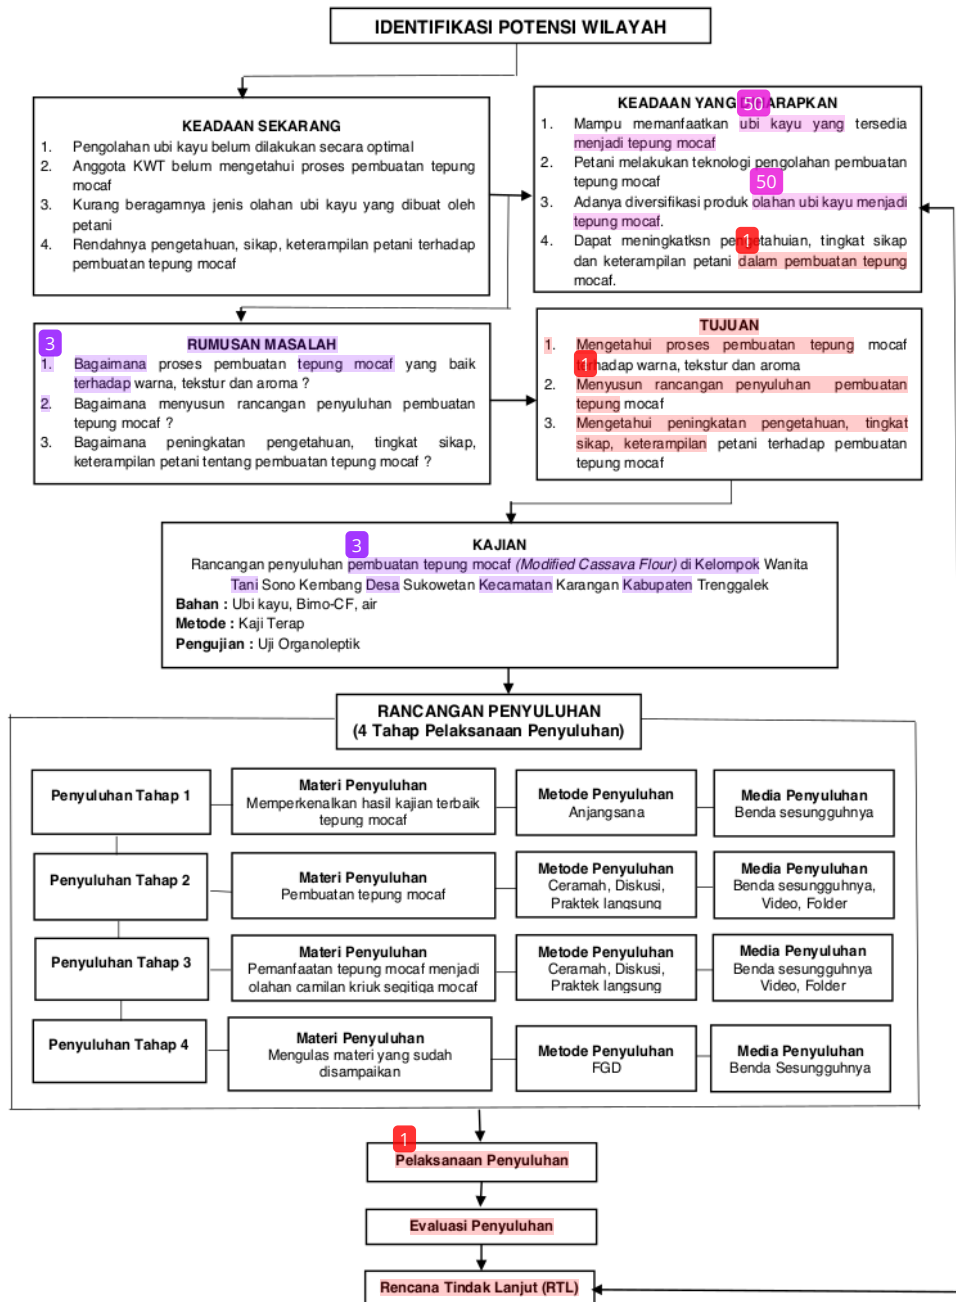 IDENTIFIKASI POTENSI WILAYAH
KEADAAN SEKARANG
1. Pengolahan ubi kayu belum dilakukan secara optimal
2. Anggota KWT belum mengetahui proses pembuatan tepung
mocaf
3. Kurang beragamnya jenis olahan ubi kayu yang dibuat oleh
petani
4. Rendahnya pengetahuan, sikap, keterampilan petani terhadap
pembuatan tepung mocaf
50
KEADAAN YANG ARAPKAN
1. Mampu memanfaatkan ubi kayu yang tersedia
menjadi tepung mocaf
2. Petani melakukan teknologi pengolahan pembuatan
tepung mocaf
50
3. Adanya diversifikasi produk olahan ubi kayu menjadi
tepung mocaf.
1
4. Dapat meningkatksn pengetahuian, tingkat sikap
dan keterampilan petani dalam pembuatan tepung
mocaf.
3
RUMUSAN MASALAH
1. Bagaimana proses pembuatan tepung mocaf yang baik
terhadap warna, tekstur dan aroma ?
2. Bagaimana menyusun rancangan penyuluhan pembuatan
tepung mocaf ?
3. Bagaimana peningkatan pengetahuan, tingkat sikap,
keterampilan petani tentang pembuatan tepung mocaf ?
TUJUAN
1. Mengetahui proses pembuatan tepung mocaf
1
terhadap warna, tekstur dan aroma
2. Menyusun rancangan penyuluhan pembuatan
tepung mocaf
3. Mengetahui peningkatan pengetahuan, tingkat
sikap, keterampilan petani terhadap pembuatan
tepung mocaf
3
KAJIAN
Rancangan penyuluhan pembuatan tepung mocaf (Modified Cassava Flour) di Kelompok Wanita
Tani Sono Kembang Desa Sukowetan Kecamatan Karangan Kabupaten Trenggalek
Bahan : Ubi kayu, Bimo-CF, air
Metode : Kaji Terap
Pengujian : Uji Organoleptik
RANCANGAN PENYULUHAN
(4 Tahap Pelaksanaan Penyuluhan)
Penyuluhan Tahap 1
Materi Penyuluhan
Memperkenalkan hasil kajian terbaik
tepung mocaf
Metode Penyuluhan
Anjangsana
Media Penyuluhan
Benda sesungguhnya
Penyuluhan Tahap 2
Materi Penyuluhan
Pembuatan tepung mocaf
Metode Penyuluhan
Ceramah, Diskusi,
Praktek langsung
Media Penyuluhan
Benda sesungguhnya,
Video, Folder
Penyuluhan Tahap 3
Materi Penyuluhan
Pemanfaatan tepung mocaf menjadi
olahan camilan kriuk segitiga mocaf
Metode Penyuluhan
Ceramah, Diskusi,
Praktek langsung
Media Penyuluhan
Benda sesungguhnya
Video, Folder
Penyuluhan Tahap 4
Materi Penyuluhan
Mengulas materi yang sudah
disampaikan
Metode Penyuluhan
FGD
Media Penyuluhan
Benda Sesungguhnya
1
Pelaksanaan Penyuluhan
Evaluasi Penyuluhan
Rencana Tindak Lanjut (RTL)